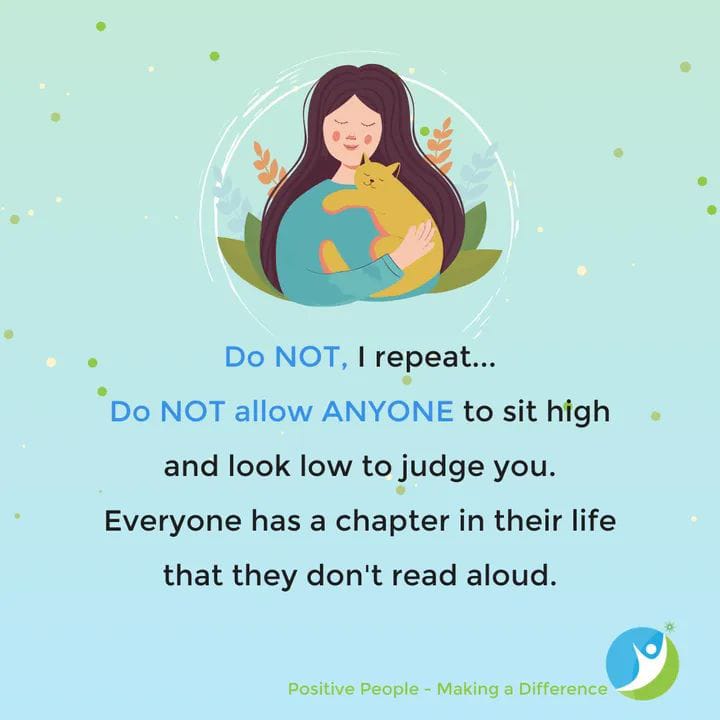 Do NOT, I repeat...
Do NOT allow ANYONE to sit high
and look low to judge you.
Everyone has a chapter in their life
that they don't read aloud.
Positive People - Making a Difference